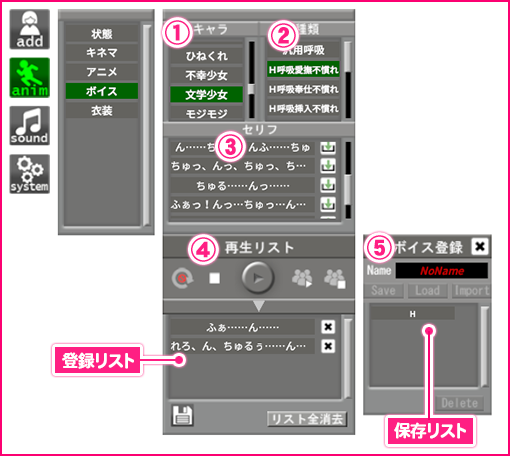 add
anim
sound
system
状態
キネマ
アニメ
ボイス
衣装
① キャラ
ひねくれ
不幸少女
文学少女
モジモジ
② 種類
汎用呼吸
H呼吸愛撫不慣れ
H呼吸奉仕不慣れ
H呼吸挿入不慣れ
セリフ
③
ん……ち
んふ……ちゅ
ちゅっ、んっ、ちゅっ、ち…
ちゅる……んっ……
ふぁっ！んっ…ちゅっ…ん…
④ 再生リスト
ふぁ……ん……
れろ、ん、ちゅるぅ……ん…
登録リスト
リスト全消去
⑤ ボイス登録
Name NoName
Save Load Import
H
Delete
保存リスト